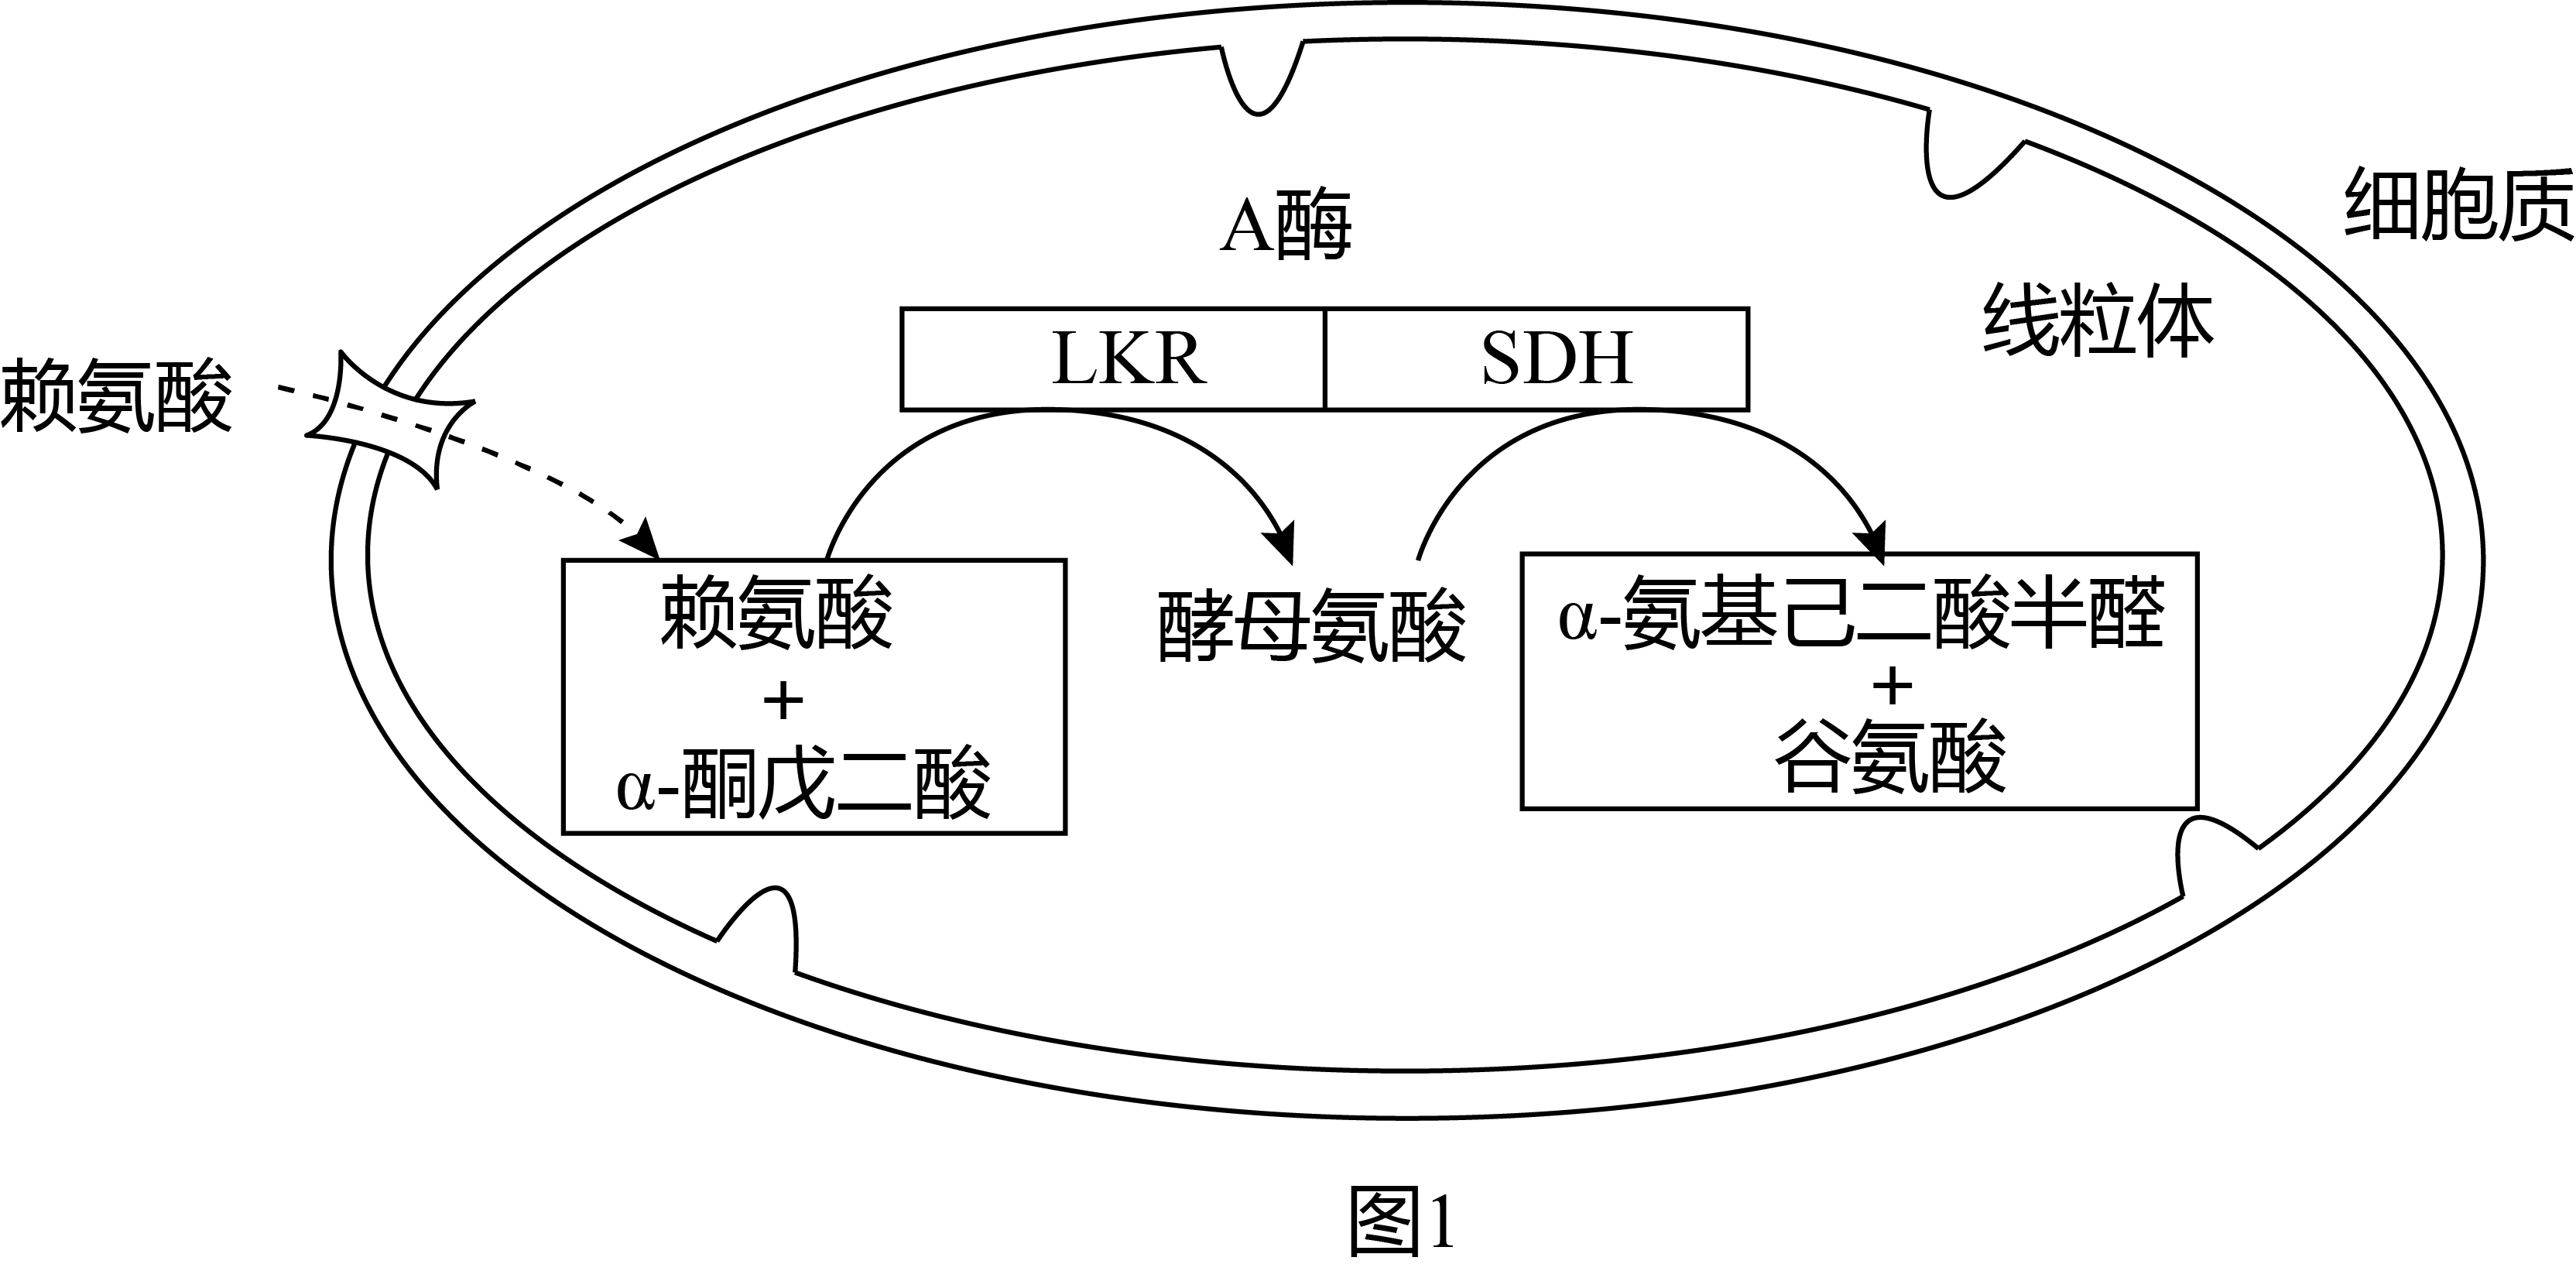 A酶
细胞质
线粒体
LKR
SDH
赖氨酸
赖氨酸
+
α-酮戊二酸
酵母氨酸
α-氨基己二酸半醛
+
谷氨酸
图1